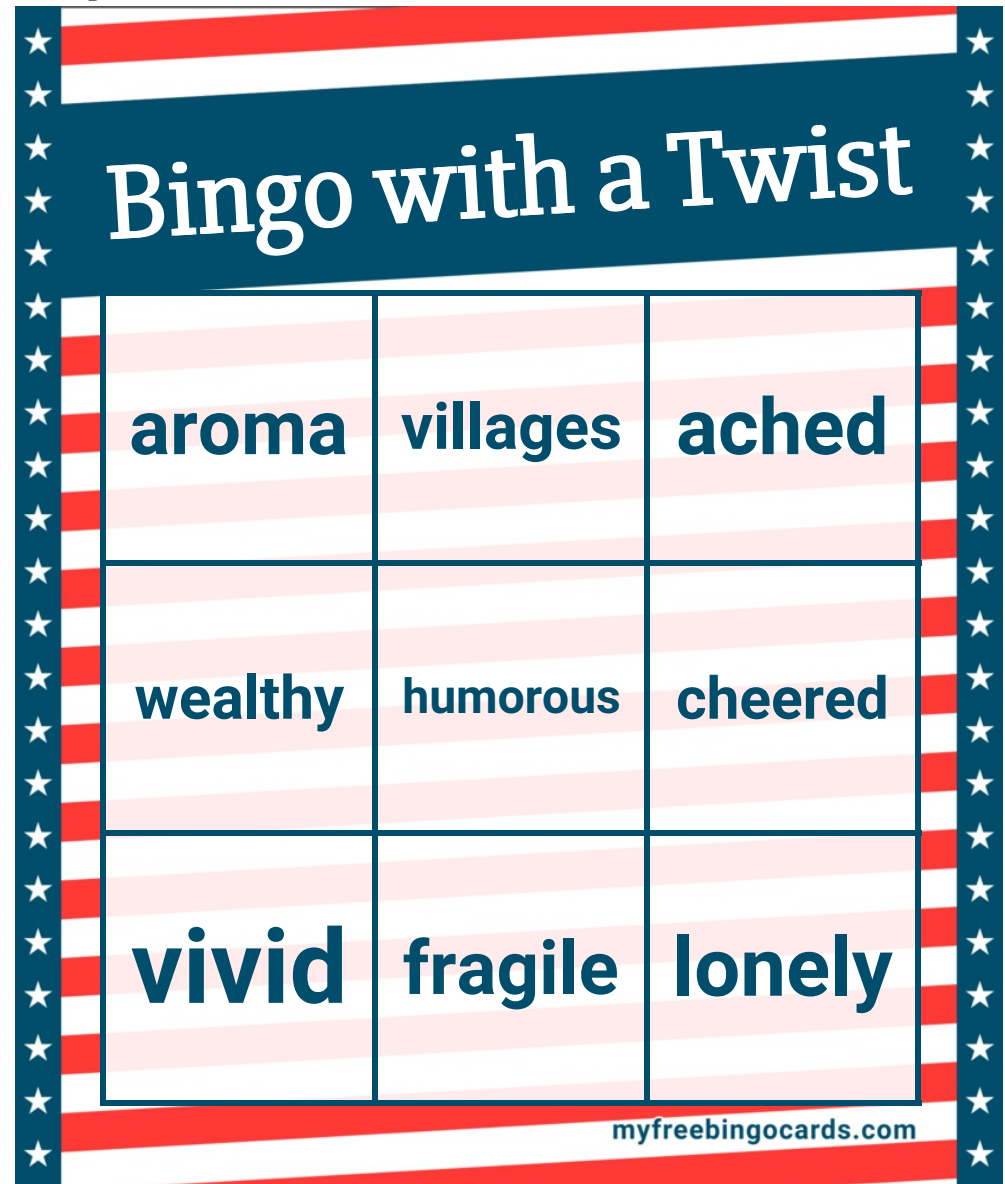 Bingo with a Twist
aroma villages ached
wealthy humorous cheered
vivid fragile lonely
myfreebingocards.com